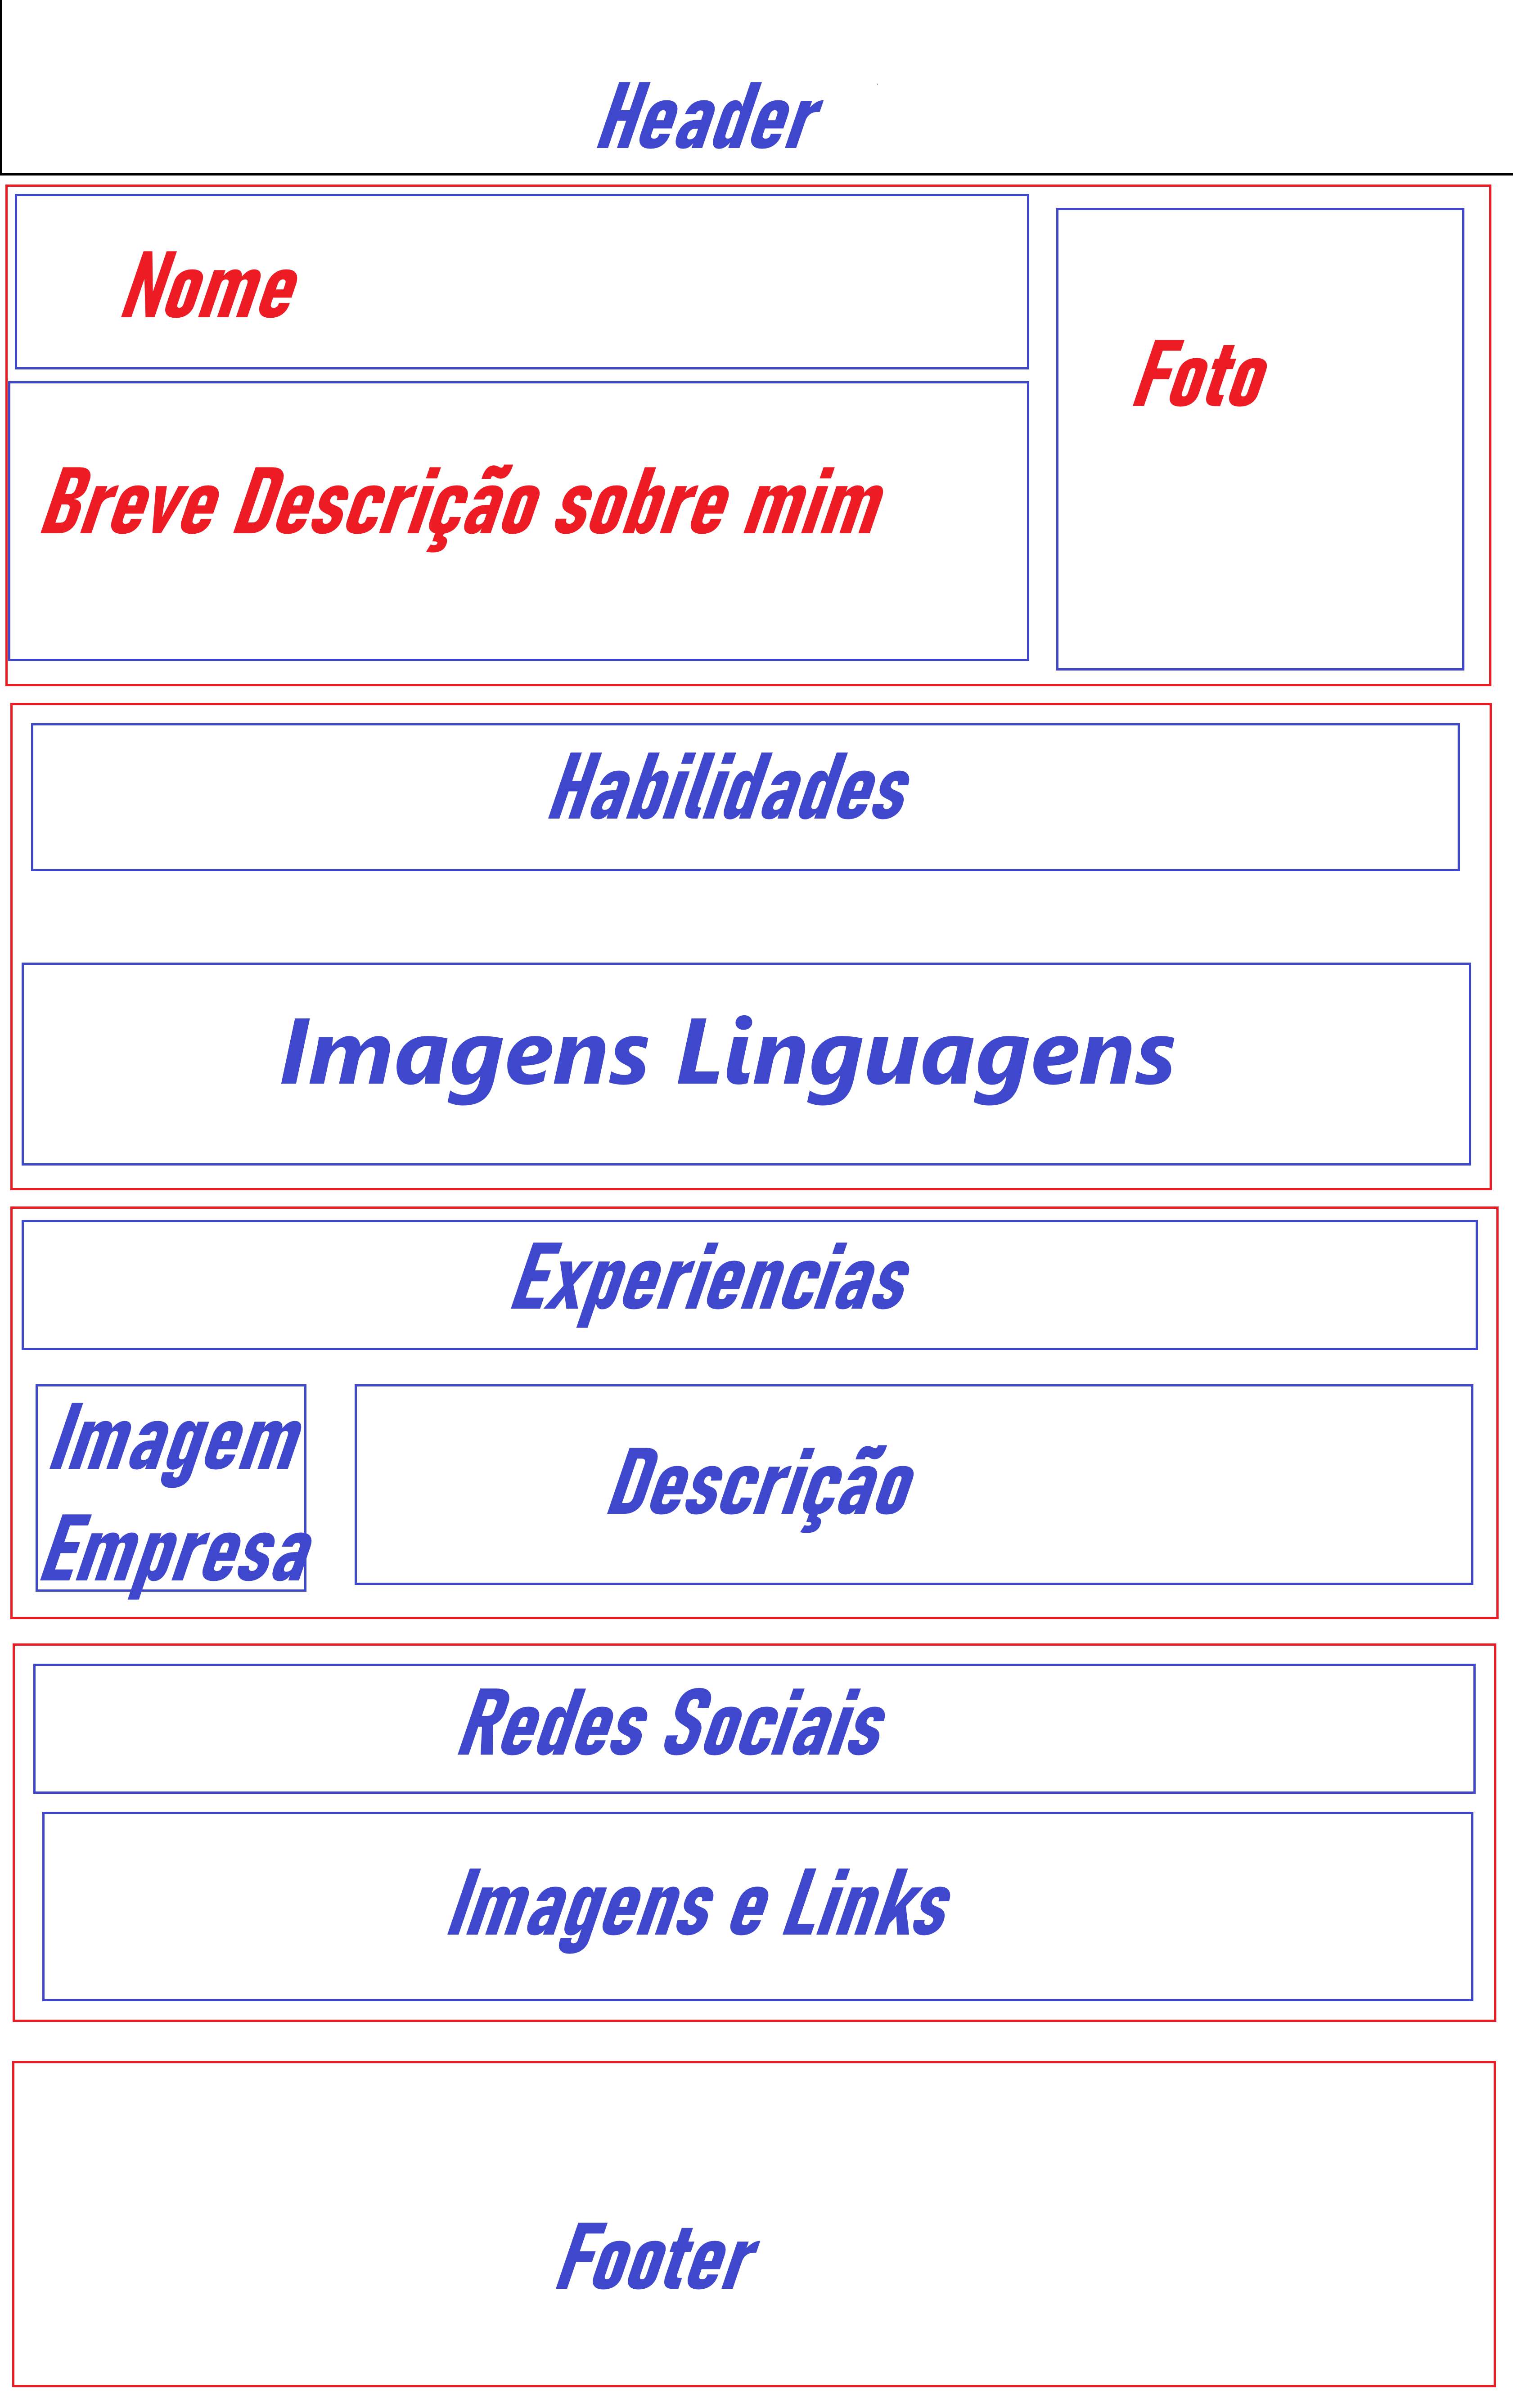 Header
Nome
Foto
Breve Descrição sobre mim
Habilidades
Imagens Linguagens
Experiencias
Imagem
Empresa
Descrição
Redes Sociais
Imagens e Links
Footer